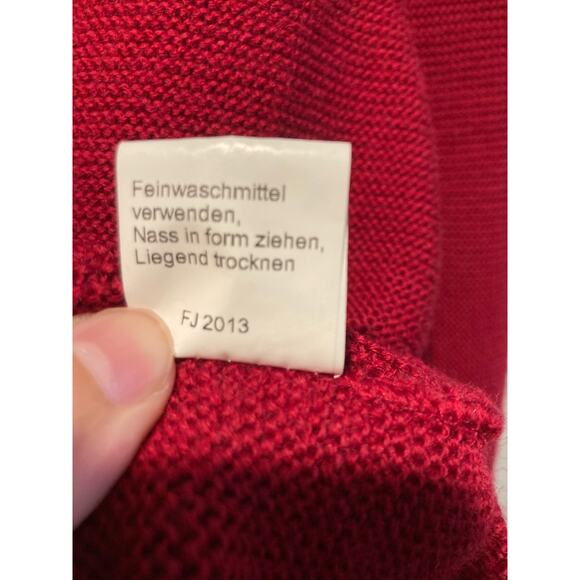 Feinwaschmittel
verwenden,
Nass in form ziehen,
Liegend trocknen
FJ 2013